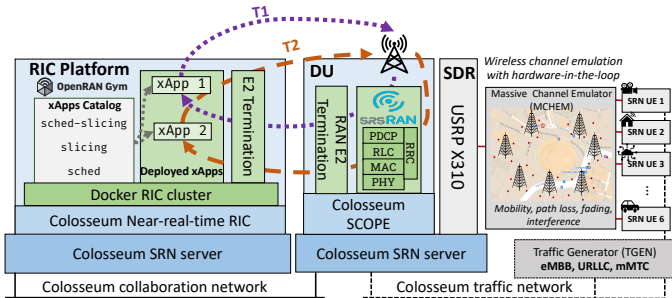 T1
T2
RIC Platform
OpenRAN Gym
xApps Catalog
sched-slicing
slicing
sched
xApp 1
xApp 2
Deployed xApps
E2 Termination
Docker RIC cluster
Colosseum Near-real-time RIC
Colosseum SRN server
Colosseum collaboration network
DU
RAN E2
Termination
srsRAN
PDCP
RLC
MAC
PHY
RRC
Colosseum
SCOPE
Colosseum SRN server
Colosseum traffic network
SDR
USRP X310
Wireless channel emulation
with hardware-in-the-loop
Massive Channel Emulator
(MCHEM)
Mobility, path loss, fading,
interference
SRN UE 1
SRN UE 2
SRN UE 3
SRN UE 6
Traffic Generator (TGEN)
eMBB, URLLC, mMTC